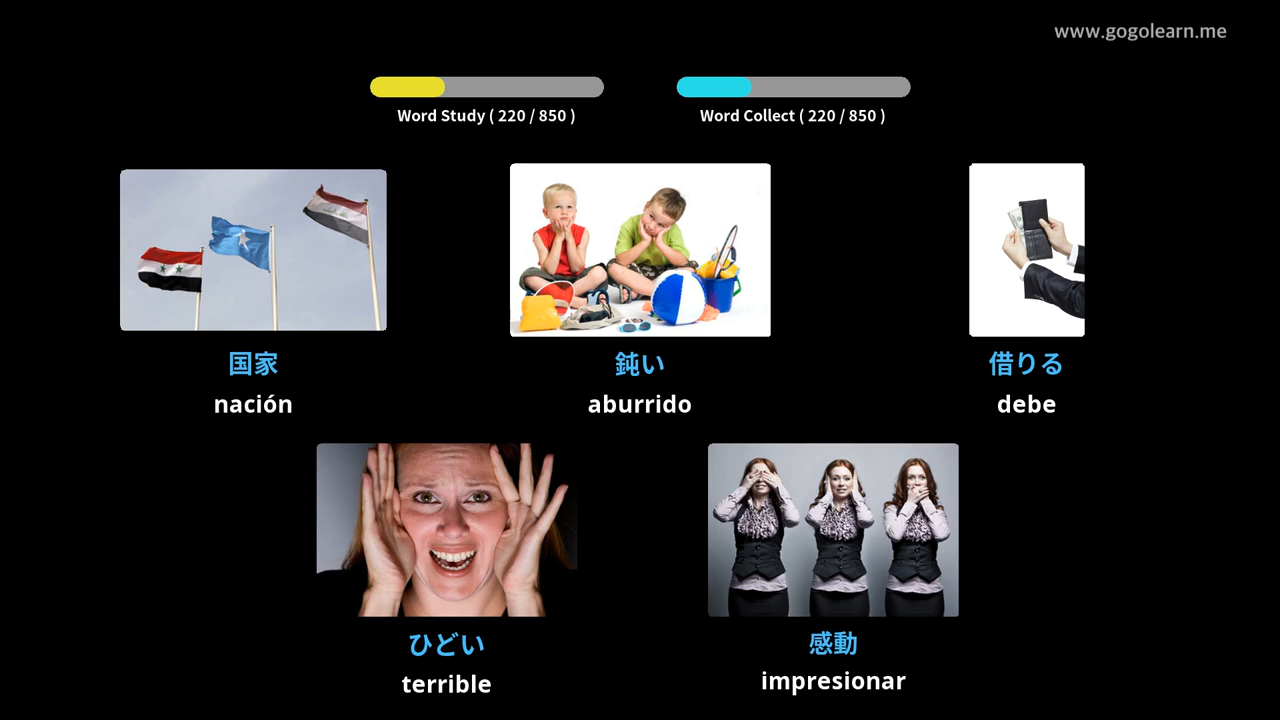 www.gogolearn.me
Word Study ( 220 / 850 )
Word Collect ( 220 / 850 )
国家
nación
鈍い
aburrido
借りる
debe
ひどい
terrible
感動
impresionar